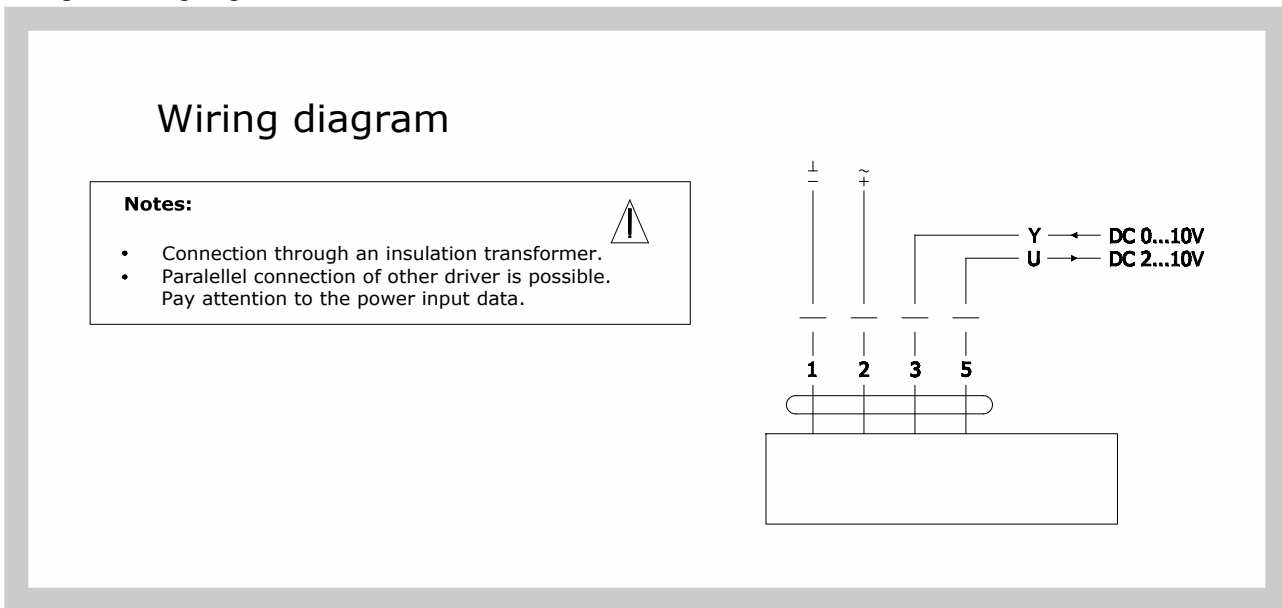 Wiring diagram
Notes:
• Connection through an insulation transformer.
• Paralellel connection of other driver is possible.
Pay attention to the power input data.
⊥ ~
− +
Y DC 0...10V
U DC 2...10V
1 2 3 5